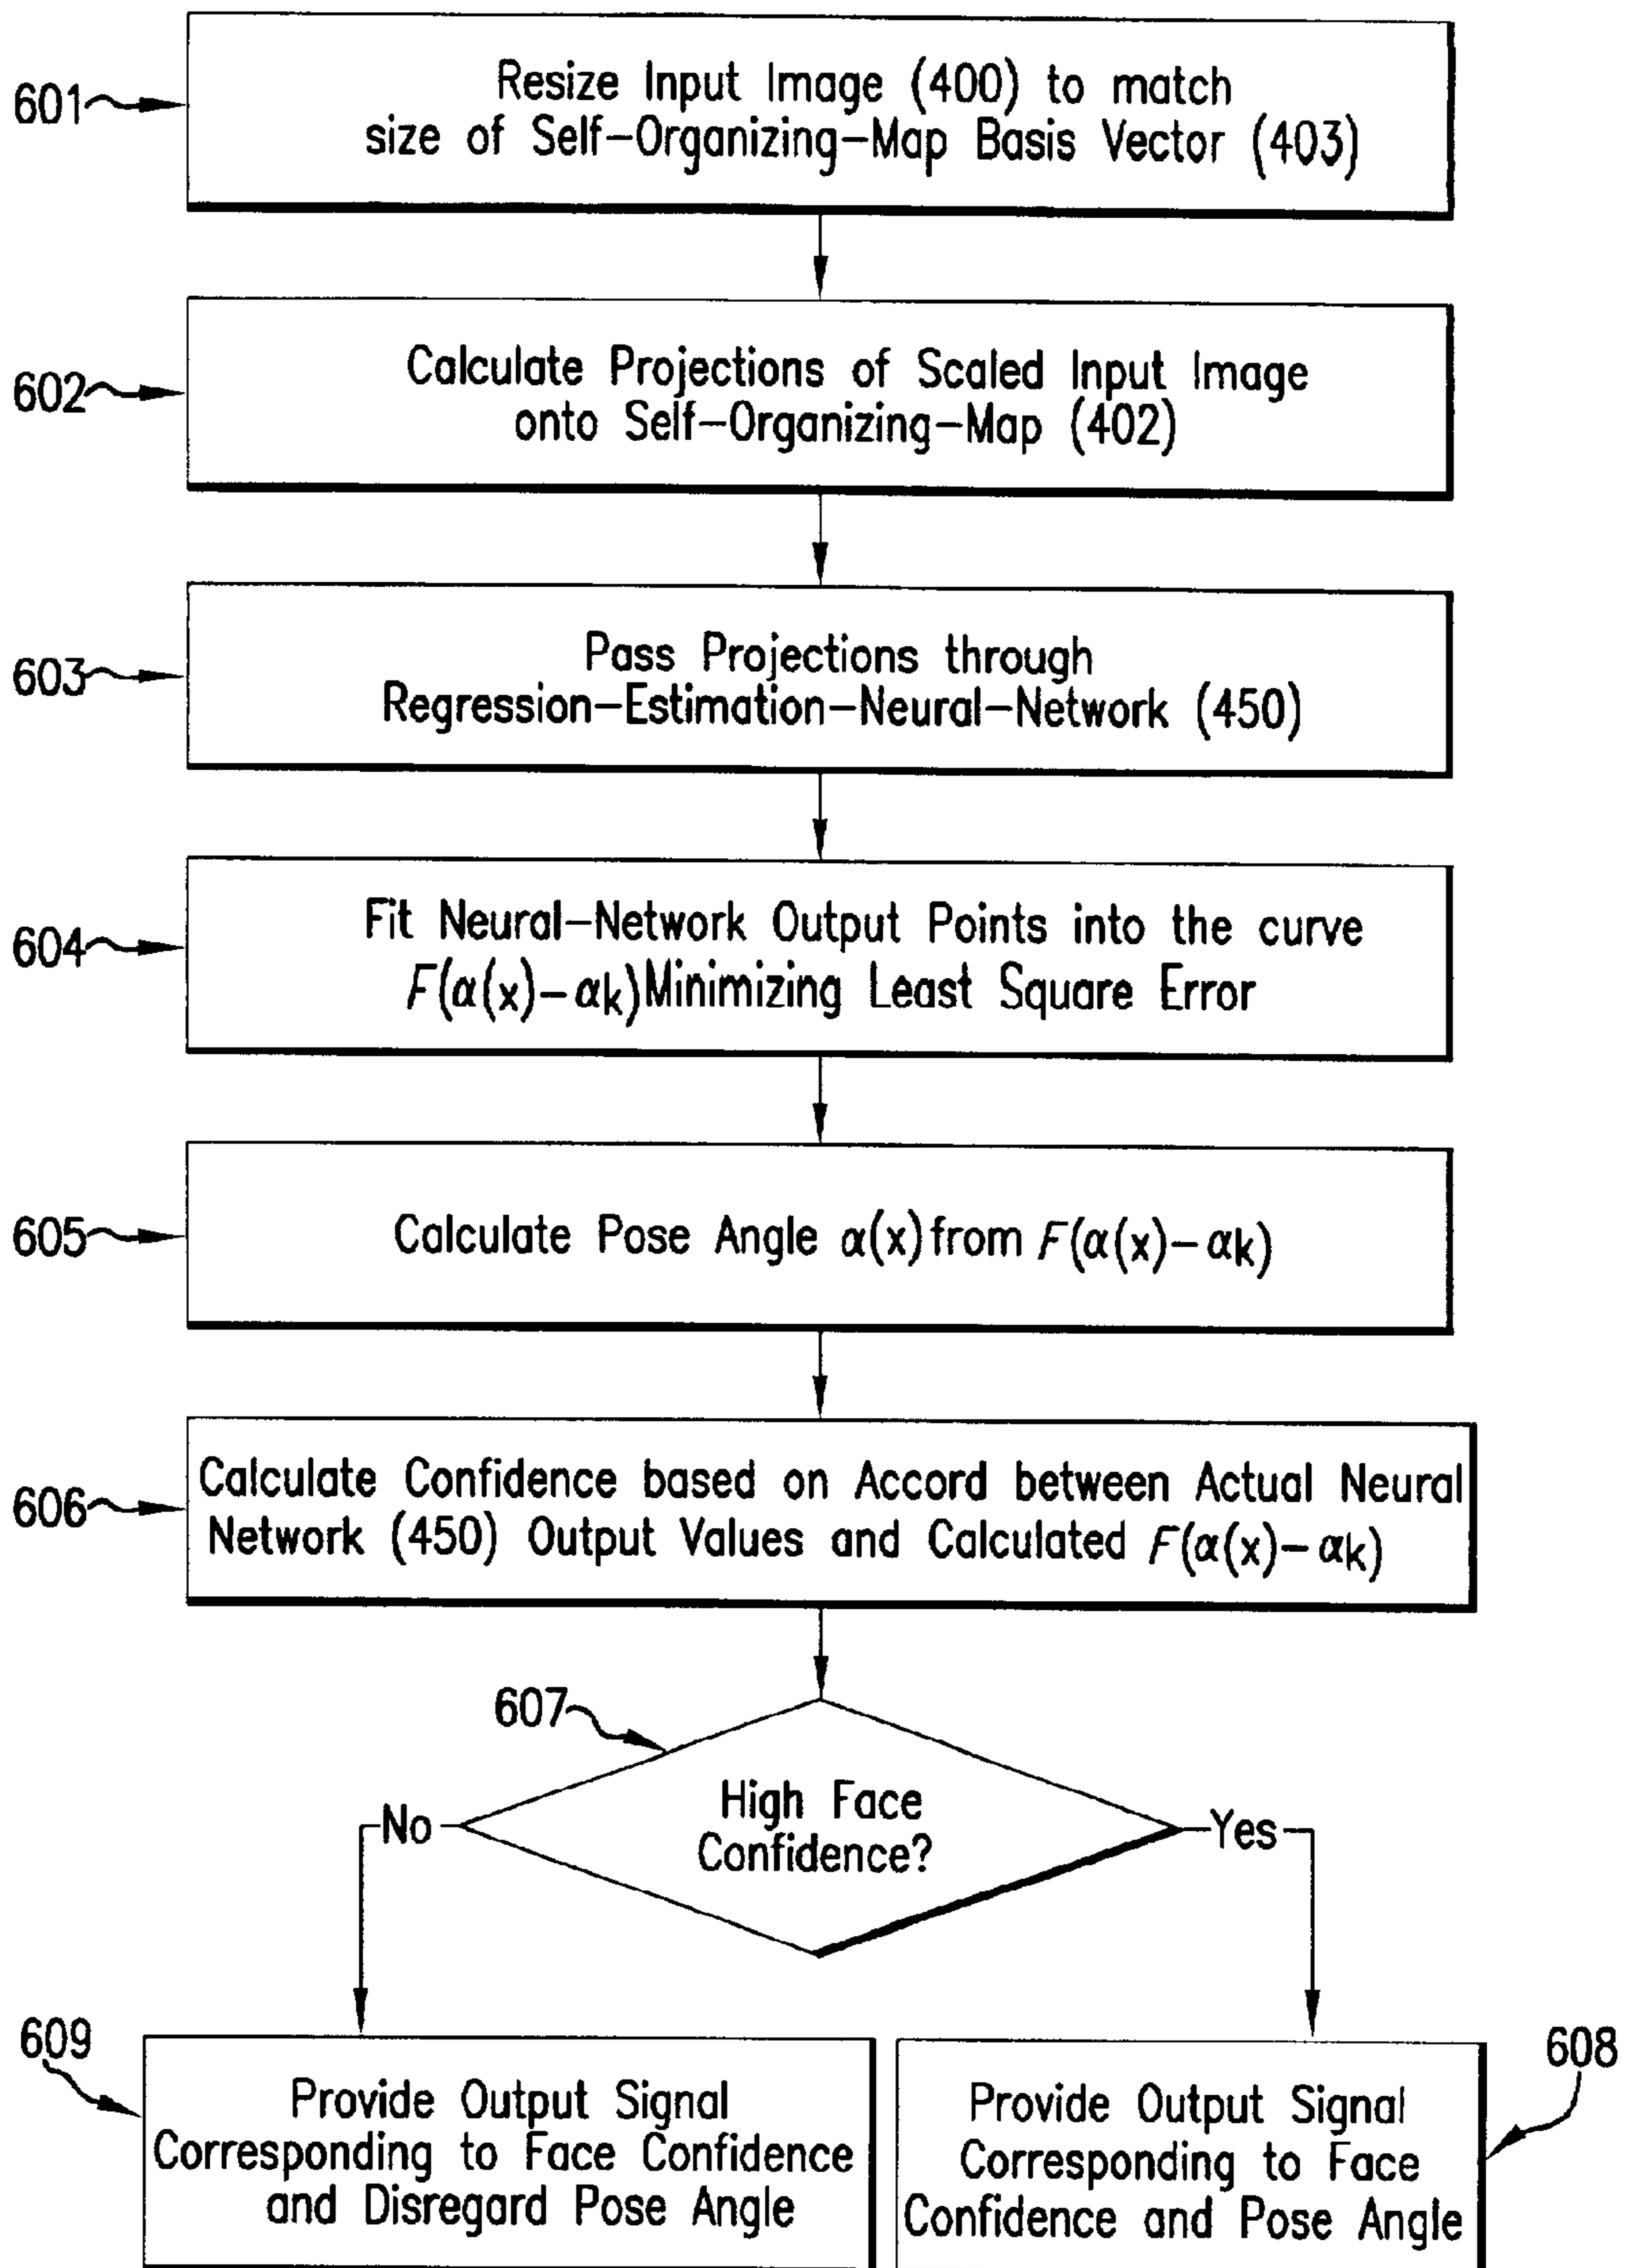 601
Resize Input Image (400) to match
size of Self-Organizing-Map Basis Vector (403)
602
Calculate Projections of Scaled Input Image
onto Self-Organizing-Map (402)
603
Pass Projections through
Regression-Estimation-Neural-Network (450)
604
Fit Neural-Network Output Points into the curve
F(α(x)-αk)Minimizing Least Square Error
605
Calculate Pose Angle α(x)from F(α(x)-αk)
606
Calculate Confidence based on Accord between Actual Neural
Network (450) Output Values and Calculated F(α(x)-αk)
607
High Face
Confidence?
No
Yes
609
Provide Output Signal
Corresponding to Face Confidence
and Disregard Pose Angle
608
Provide Output Signal
Corresponding to Face
Confidence and Pose Angle